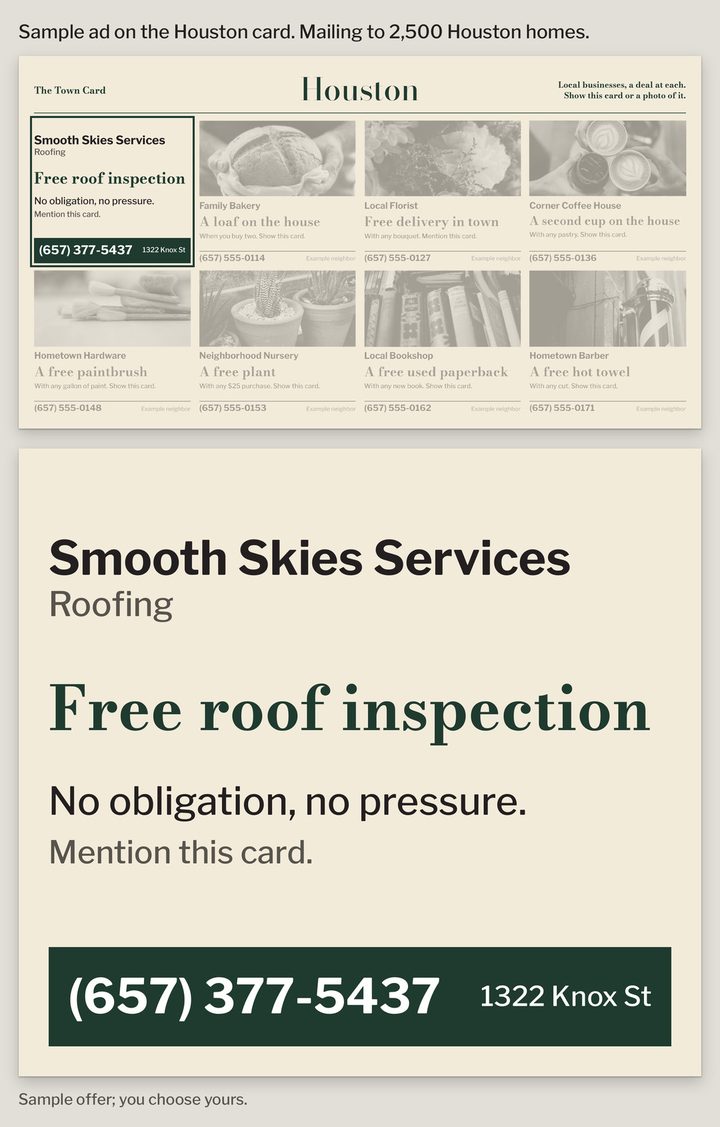 Sample ad on the Houston card. Mailing to 2,500 Houston homes.
The Town Card
Houston
Local businesses, a deal at each.
Show this card or a photo of it.
Smooth Skies Services
Roofing
Free roof inspection
No obligation, no pressure.
Mention this card.
(657) 377-5437 1322 Knox St
Family Bakery
A loaf on the house
When you buy two. Show this card.
(657) 555-0114 Example neighbor
Local Florist
Free delivery in town
With any bouquet. Mention this card.
(657) 555-0127 Example neighbor
Corner Coffee House
A second cup on the house
With any pastry. Show this card.
(657) 555-0136 Example neighbor
Hometown Hardware
A free paintbrush
With any gallon of paint. Show this card.
(657) 555-0148 Example neighbor
Neighborhood Nursery
A free plant
With any $25 purchase. Show this card.
(657) 555-0153 Example neighbor
Local Bookshop
A free used paperback
With any new book. Show this card.
(657) 555-0162 Example neighbor
Hometown Barber
A free hot towel
With any cut. Show this card.
(657) 555-0171 Example neighbor
Smooth Skies Services
Roofing
Free roof inspection
No obligation, no pressure.
Mention this card.
(657) 377-5437 1322 Knox St
Sample offer; you choose yours.